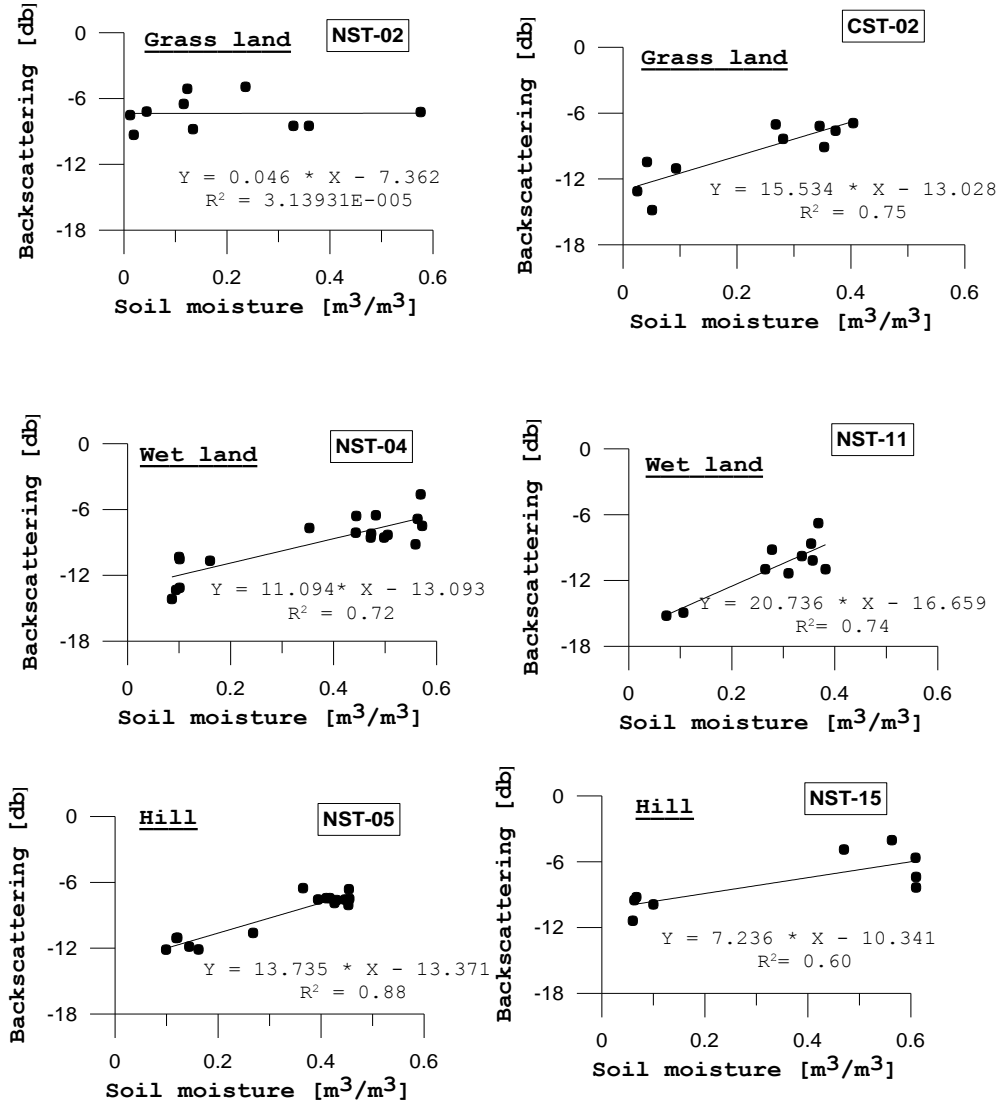 Grass land
NST-02
Backscattering [db]
0
-6
-12
-18
Y = 0.046 * X - 7.362
R² = 3.13931E-005
0 0.2 0.4 0.6
Soil moisture [m³/m³]
CST-02
Grass land
Backscattering [db]
0
-6
-12
-18
Y = 15.534 * X - 13.028
R² = 0.75
0 0.2 0.4 0.6
Soil moisture [m³/m³]
Wet land
NST-04
Backscattering [db]
0
-6
-12
-18
Y = 11.094* X - 13.093
R² = 0.72
0 0.2 0.4 0.6
Soil moisture [m³/m³]
NST-11
Wet land
Backscattering [db]
0
-6
-12
-18
Y = 20.736 * X - 16.659
R²= 0.74
0 0.2 0.4 0.6
Soil moisture [m³/m³]
Hill
NST-05
Backscattering [db]
0
-6
-12
-18
Y = 13.735 * X - 13.371
R² = 0.88
0 0.2 0.4 0.6
Soil moisture [m³/m³]
Hill
NST-15
Backscattering [db]
0
-6
-12
-18
Y = 7.236 * X - 10.341
R²= 0.60
0 0.2 0.4 0.6
Soil moisture [m³/m³]